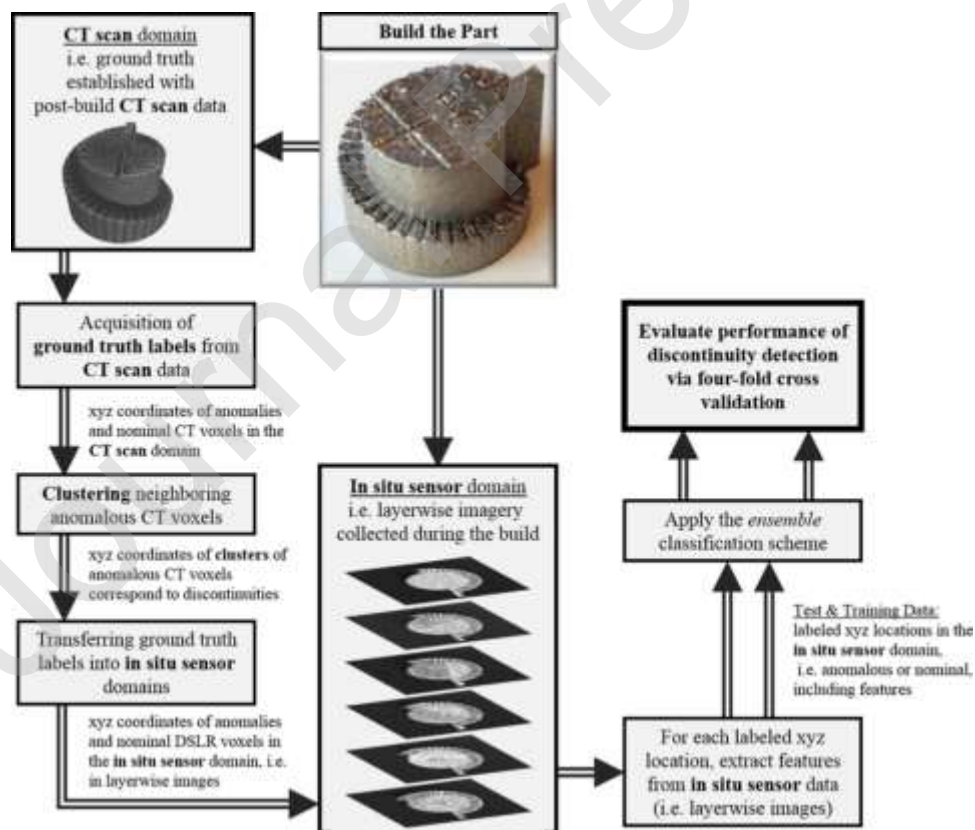 CT scan domain
i.e. ground truth
established with
post-build CT scan data
Build the Part
Acquisition of
ground truth labels from
CT scan data
xyz coordinates of anomalies
and nominal CT voxels in the
CT scan domain
Clustering neighboring
anomalous CT voxels
xyz coordinates of clusters of
anomalous CT voxels
correspond to discontinuities
Transferring ground truth
labels into in situ sensor
domains
xyz coordinates of anomalies
and nominal DSLR voxels in
the in situ sensor domain, i.e.
in layerwise images
In situ sensor domain
i.e. layerwise imagery
collected during the build
Evaluate performance of
discontinuity detection
via four-fold cross
validation
Apply the ensemble
classification scheme
Test & Training Data:
labeled xyz locations in the
in situ sensor domain,
i.e. anomalous or nominal,
including features
For each labeled xyz
location, extract features
from in situ sensor data
(i.e. layerwise images)